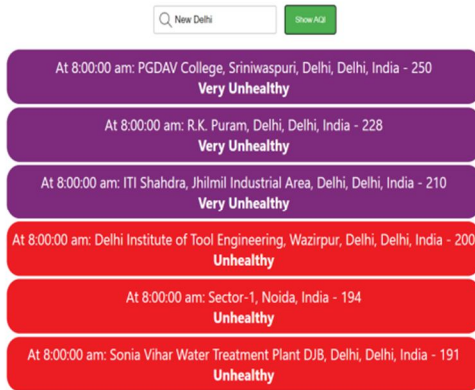 New Delhi
Show AQI
At 8:00:00 am: PGDAV College, Sriniwaspuri, Delhi, Delhi, India - 250
Very Unhealthy
At 8:00:00 am: R.K. Puram, Delhi, Delhi, India - 228
Very Unhealthy
At 8:00:00 am: ITI Shahdra, Jhilmil Industrial Area, Delhi, Delhi, India - 210
Very Unhealthy
At 8:00:00 am: Delhi Institute of Tool Engineering, Wazirpur, Delhi, Delhi, India - 200
Unhealthy
At 8:00:00 am: Sector-1, Noida, India - 194
Unhealthy
At 8:00:00 am: Sonia Vihar Water Treatment Plant DJB, Delhi, Delhi, India - 191
Unhealthy